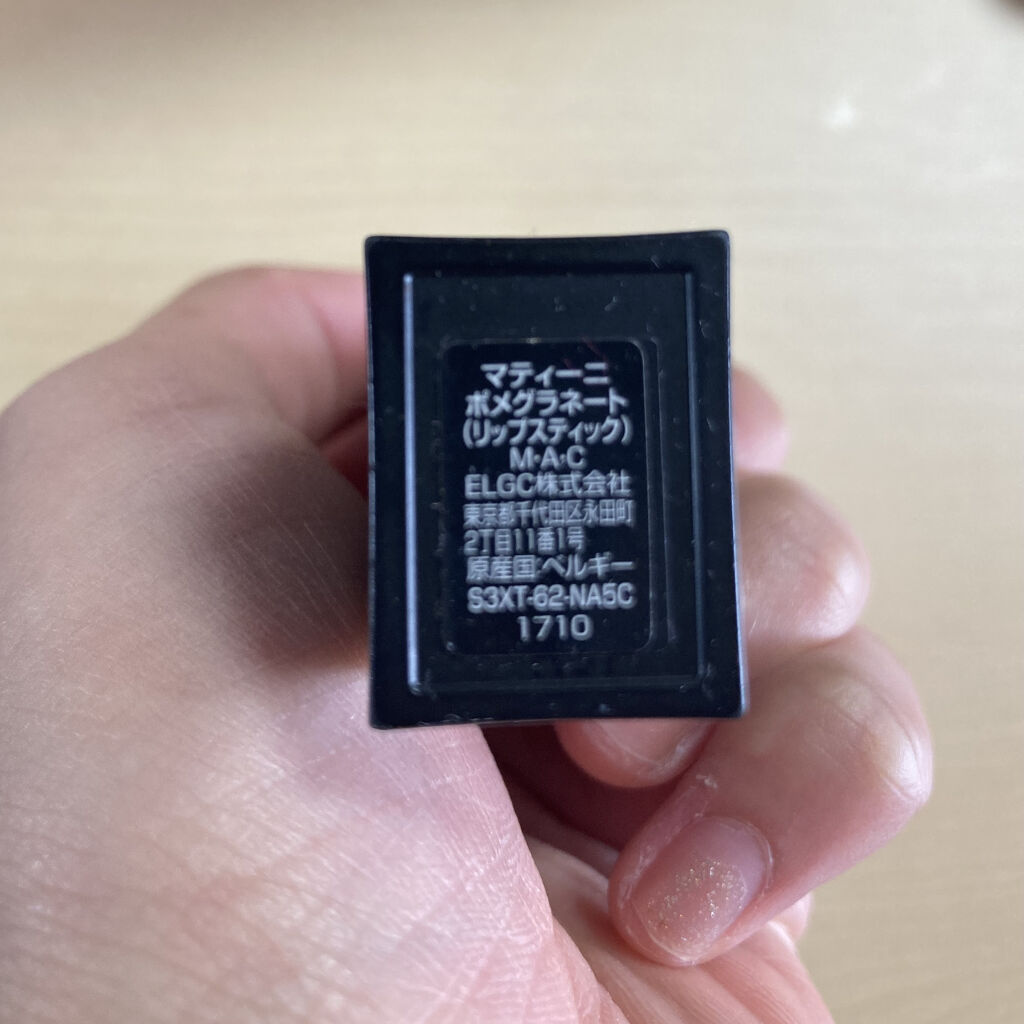 マティーニ
ポメグラネート
(リップスティック)
M・A・C
ELGC株式会社
東京都千代田区永田町
2丁目11番1号
原産国:ベルギー
S3XT-62-NA5C
1710